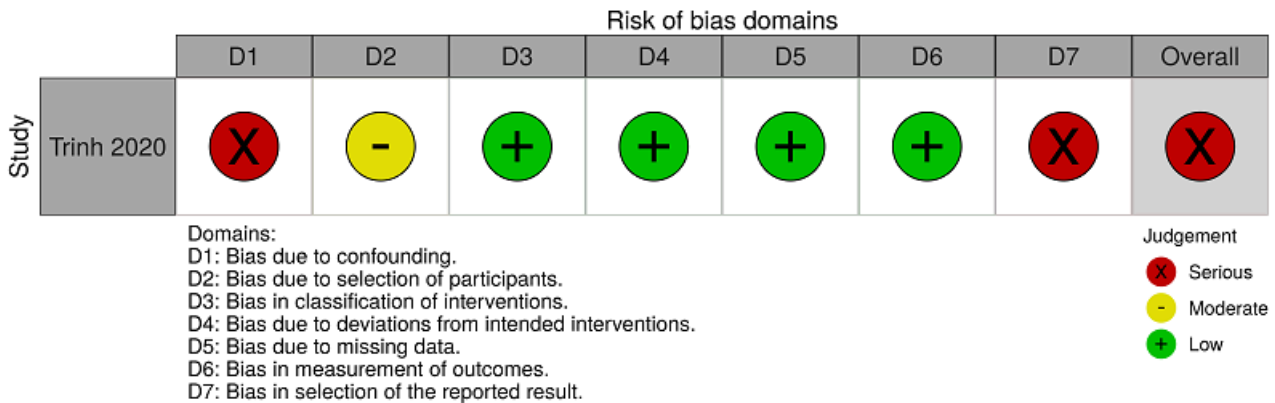 Risk of bias domains
D1 D2 D3 D4 D5 D6 D7 Overall
Study
Trinh 2020 X - + + + + X X
Domains:
D1: Bias due to confounding.
D2: Bias due to selection of participants.
D3: Bias in classification of interventions.
D4: Bias due to deviations from intended interventions.
D5: Bias due to missing data.
D6: Bias in measurement of outcomes.
D7: Bias in selection of the reported result.
Judgement
X Serious
- Moderate
+ Low